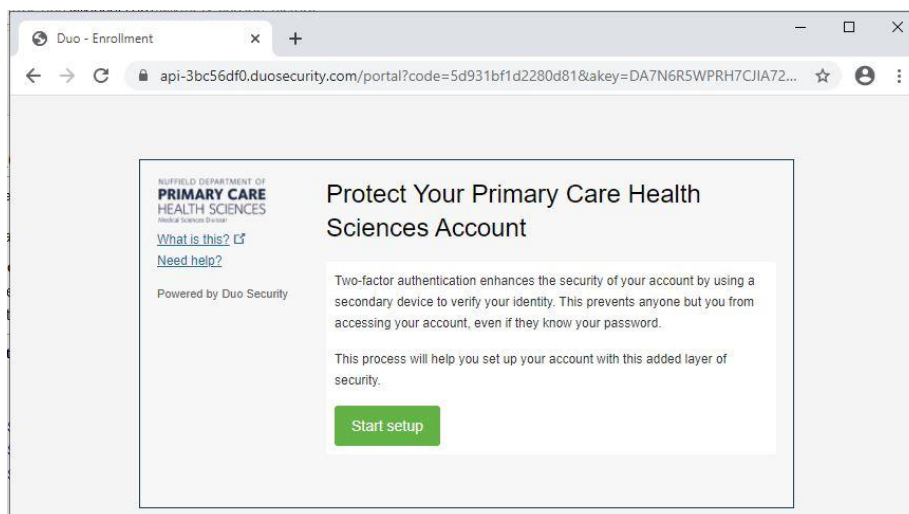 Duo - Enrollment
api-3bc56df0.duosecurity.com/portal?code=5d931bf1d2280d81&akey=DA7N6R5WPRH7CJIA72...
NUFFIELD DEPARTMENT OF
PRIMARY CARE
HEALTH SCIENCES
Medical Sciences Division
What is this?
Need help?
Powered by Duo Security
Protect Your Primary Care Health
Sciences Account
Two-factor authentication enhances the security of your account by using a
secondary device to verify your identity. This prevents anyone but you from
accessing your account, even if they know your password.
This process will help you set up your account with this added layer of
security.
Start setup